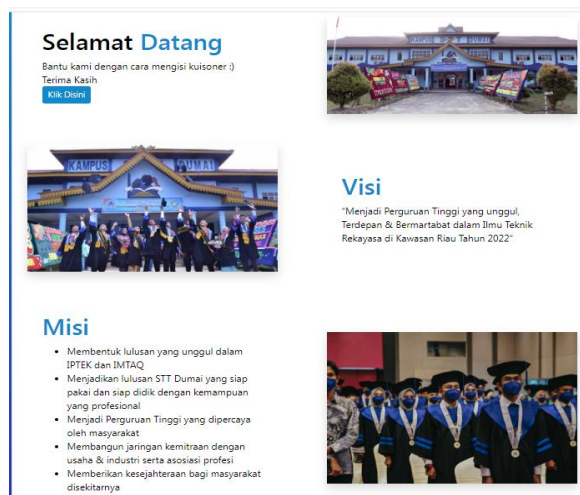 Selamat Datang
Bantu kami dengan cara mengisi kuisoner :)
Terima Kasih
Klik Disini
KAMPUS DUMAI
Visi
"Menjadi Perguruan Tinggi yang unggul,
Terdepan & Bermartabat dalam Ilmu Teknik
Rekayasa di Kawasan Riau Tahun 2022"
Misi
• Membentuk lulusan yang unggul dalam
IPTEK dan IMTAQ
• Menjadikan lulusan STT Dumai yang siap
pakai dan siap didik dengan kemampuan
yang profesional
• Menjadi Perguruan Tinggi yang dipercaya
oleh masyarakat
• Membangun jaringan kemitraan dengan
usaha & industri serta asosiasi profesi
• Memberikan kesejahteraan bagi masyarakat
disekitarnya